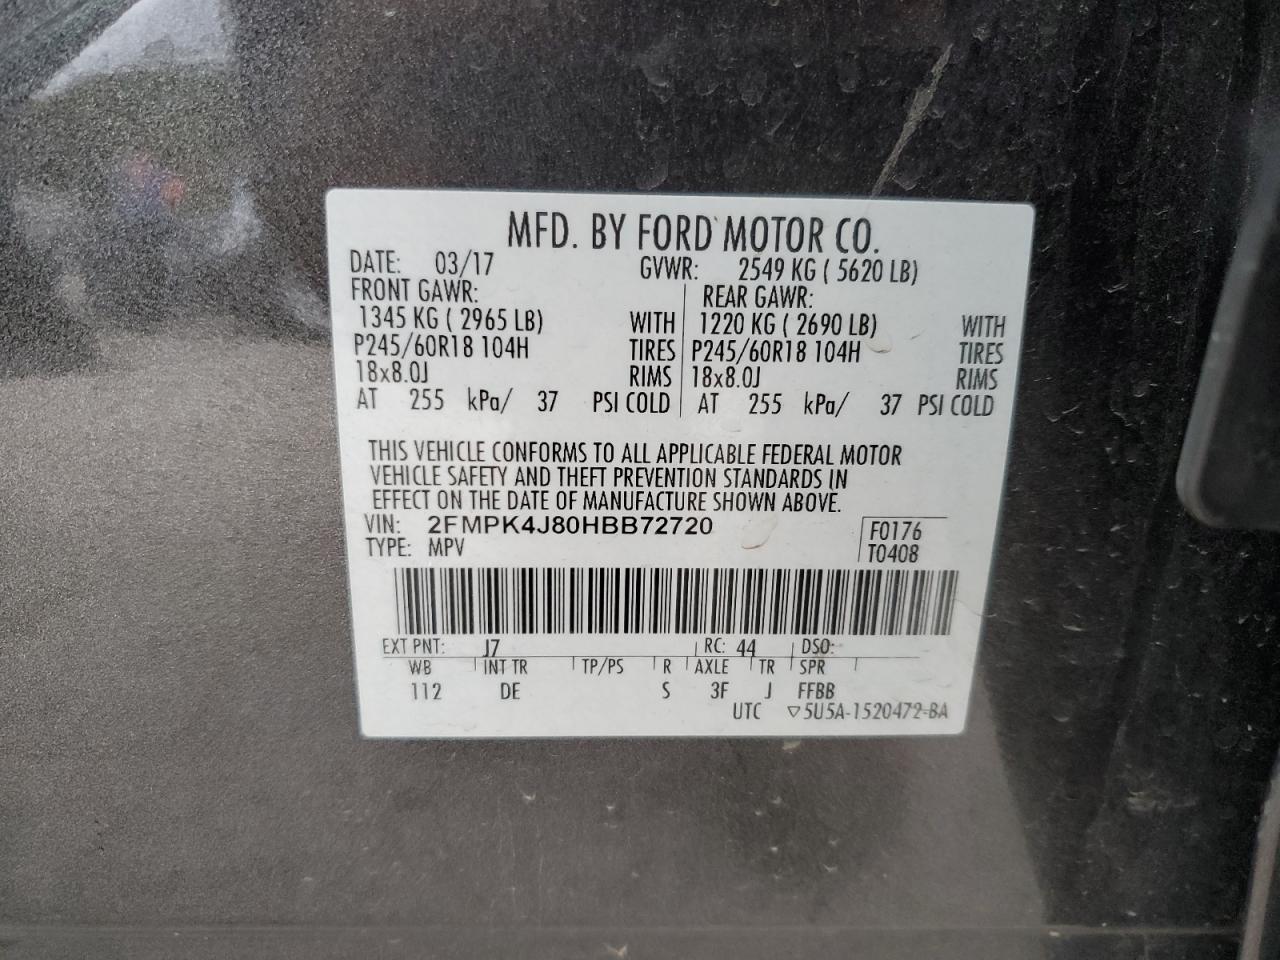 MFD. BY FORD MOTOR CO.
DATE: 03/17 GVWR: 2549 KG ( 5620 LB)
FRONT GAWR: REAR GAWR:
1345 KG ( 2965 LB) WITH 1220 KG ( 2690 LB) WITH
P245/60R18 104H TIRES P245/60R18 104H TIRES
18x8.0J RIMS 18x8.0J RIMS
AT 255 kPa/ 37 PSI COLD AT 255 kPa/ 37 PSI COLD
THIS VEHICLE CONFORMS TO ALL APPLICABLE FEDERAL MOTOR
VEHICLE SAFETY AND THEFT PREVENTION STANDARDS IN
EFFECT ON THE DATE OF MANUFACTURE SHOWN ABOVE.
VIN: 2FMPK4J80HBB72720 F0176
TYPE: MPV T0408
EXT PNT: J7 RC: 44 DSO:
WB INT TR TP/PS R AXLE TR SPR
112 DE S 3F J FFBB
UTC ▽5U5A-1520472-BA